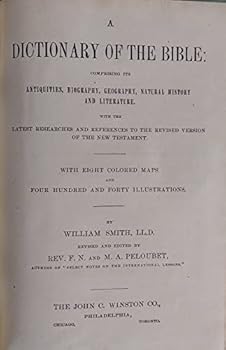 A
DICTIONARY OF THE BIBLE:
COMPRISING ITS
ANTIQUITIES, BIOGRAPHY, GEOGRAPHY, NATURAL HISTORY
AND LITERATURE.
WITH THE
LATEST RESEARCHES AND REFERENCES TO THE REVISED VERSION
OF THE NEW TESTAMENT.
WITH EIGHT COLORED MAPS
AND
FOUR HUNDRED AND FORTY ILLUSTRATIONS.
BY
WILLIAM SMITH, LL.D.
REVISED AND EDITED BY
REV. F. N. AND M. A. PELOUBET,
AUTHORS OF "SELECT NOTES ON THE INTERNATIONAL LESSONS."
THE JOHN C. WINSTON CO.,
PHILADELPHIA,
CHICAGO, TORONTO.